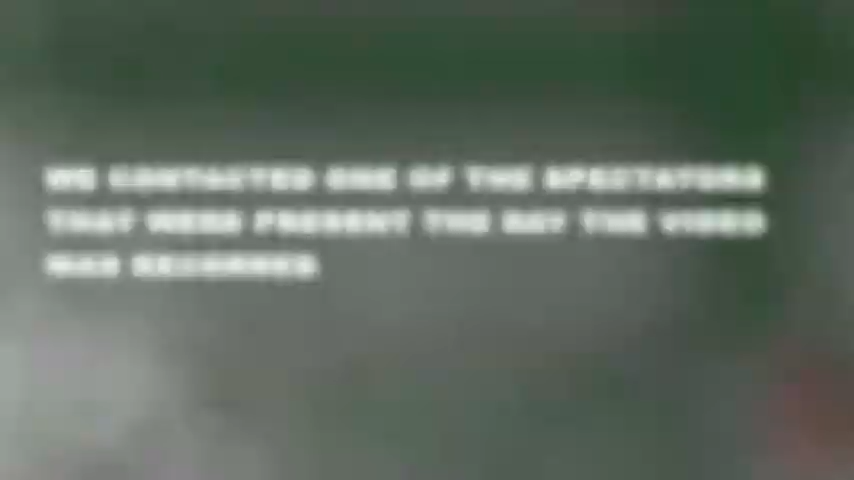 WE CONTACTED ONE OF THE SPECTATORS
THAT WERE PRESENT THE DAY THE VIDEO
WAS RECORDED